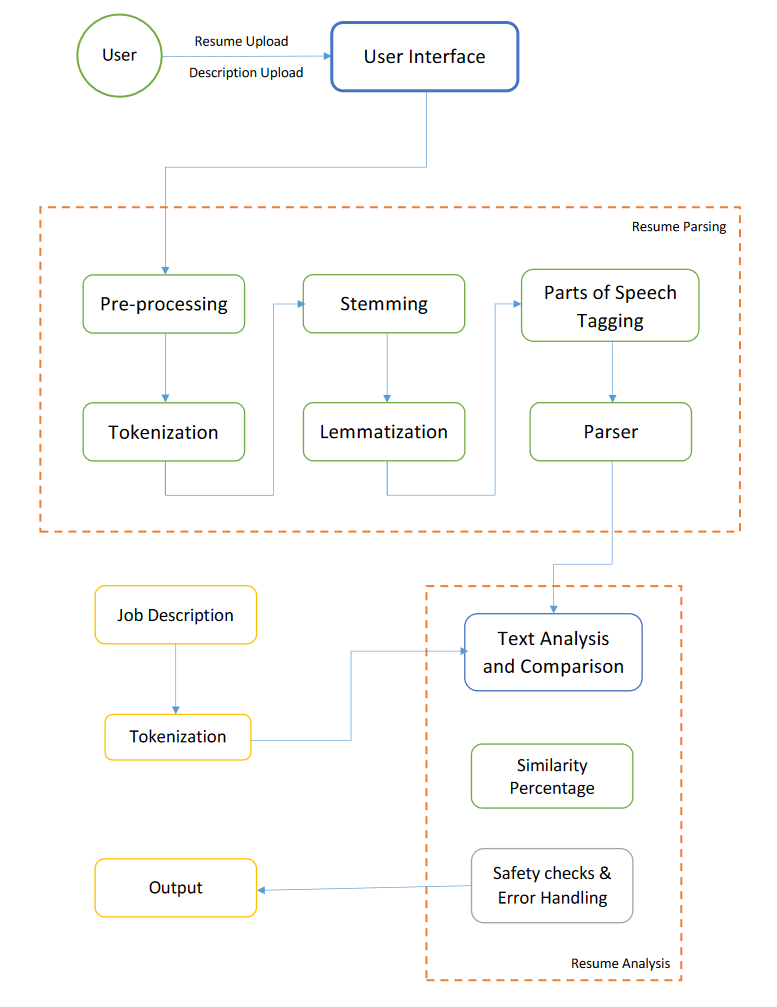 User
Resume Upload
Description Upload
User Interface
Resume Parsing
Pre-processing
Stemming
Parts of Speech
Tagging
Tokenization
Lemmatization
Parser
Job Description
Text Analysis
and Comparison
Tokenization
Similarity
Percentage
Safety checks &
Error Handling
Output
Resume Analysis